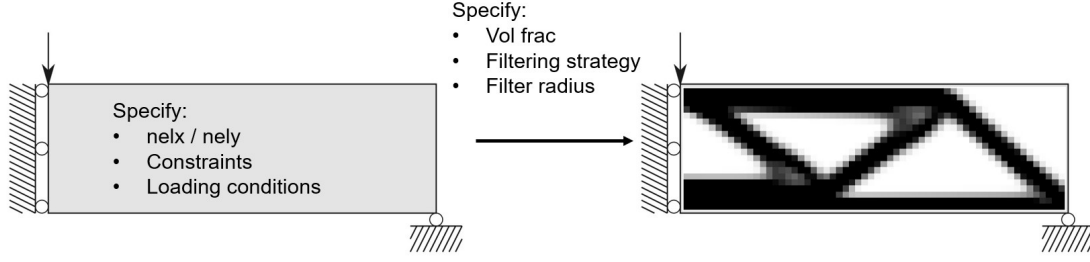 Specify:
• Vol frac
• Filtering strategy
• Filter radius
Specify:
• nelx / nely
• Constraints
• Loading conditions